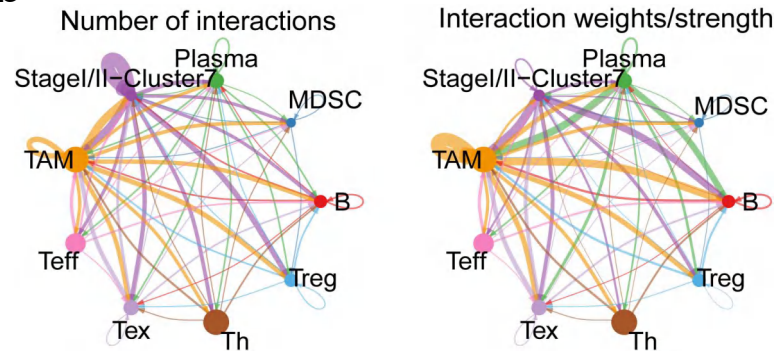 Number of interactions
Plasma
StageI/II-Cluster7
MDSC
TAM
B
Teff
Treg
Tex
Th
Interaction weights/strength
Plasma
StageI/II-Cluster7
MDSC
TAM
B
Teff
Treg
Tex
Th